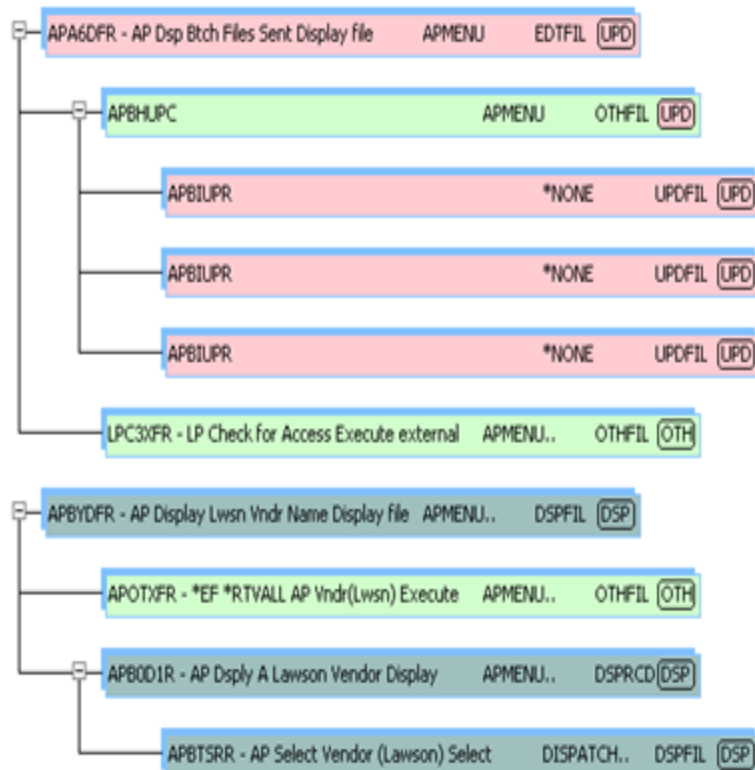 APA6DFR - AP Dsp Btch Files Sent Display file APMENU EDTFIL UPD
APBHUPC APMENU OTHFIL UPD
APBIUPR *NONE UPDFIL UPD
APBIUPR *NONE UPDFIL UPD
APBIUPR *NONE UPDFIL UPD
LPC3XFR - LP Check for Access Execute external APMENU.. OTHFIL OTH
APBYDFR - AP Display Lwsn Vndr Name Display file APMENU.. DSPFIL DSP
APOTXFR - *EF *RTVALL AP Vndr(Lwsn) Execute APMENU.. OTHFIL OTH
APB0D1R - AP Dsply A Lawson Vendor Display APMENU.. DSPRCD DSP
APBTSRR - AP Select Vendor (Lawson) Select DISPATCH.. DSPFIL DSP